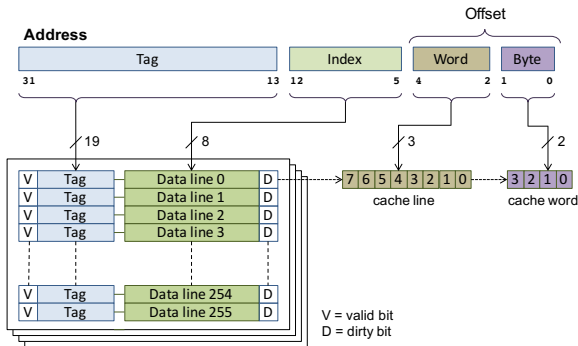 Offset
Address
Tag Index Word Byte
31 13 12 5 4 2 1 0
19 8 3 2
V Tag Data line 0 D 7 6 5 4 3 2 1 0 3 2 1 0
V Tag Data line 1 D cache line cache word
V Tag Data line 2 D
V Tag Data line 3 D
V Tag Data line 254 D
V Tag Data line 255 D
V = valid bit
D = dirty bit